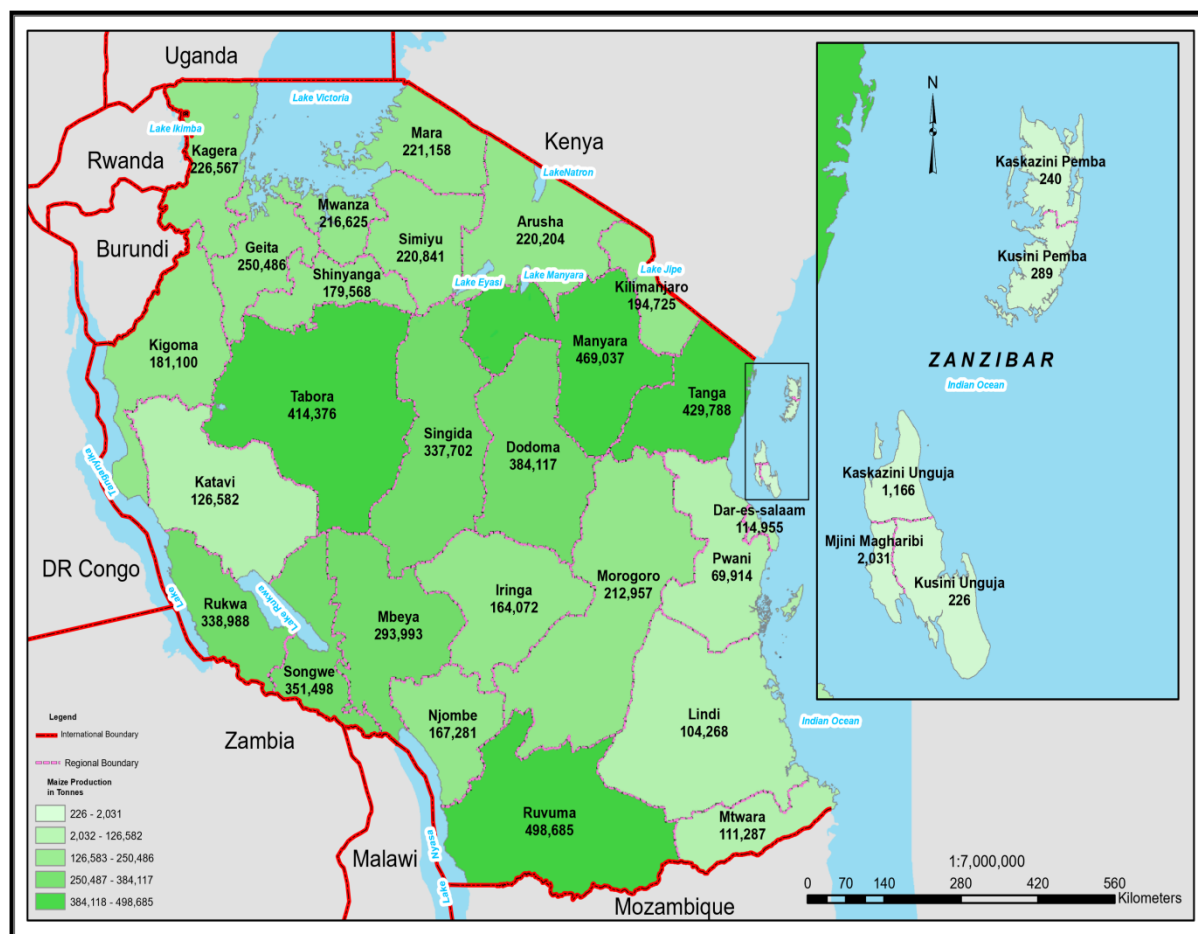 Uganda
Lake Victoria
Lake Ikimba
Kagera
226,567
Mara
221,158
Kenya
Rwanda
LakeNatron
Mwanza
216,625
Arusha
220,204
Burundi
Geita
250,486
Simiyu
220,841
Shinyanga
179,568
Lake Eyasi
Lake Manyara
Lake Jipe
Kilimanjaro
194,725
Kigoma
181,100
Manyara
469,037
Tabora
414,376
Tanga
429,788
Singida
337,702
Dodoma
384,117
Katavi
126,582
Tanganyika
Lake
Dar-es-salaam
114,955
Pwani
69,914
DR Congo
Rukwa
338,988
Lake Rukwa
Mbeya
293,993
Iringa
164,072
Morogoro
212,957
Songwe
351,498
Njombe
167,281
Lindi
104,268
Indian Ocean
Zambia
Ruvuma
498,685
Mtwara
111,287
Malawi
Nyasa
Lake
Mozambique
N
Kaskazini Pemba
240
Kusini Pemba
289
ZANZIBAR
Indian Ocean
Kaskazini Unguja
1,166
Mjini Magharibi
2,031
Kusini Unguja
226
Legend
International Boundary
Regional Boundary
Maize Production
in Tonnes
226 - 2,031
2,032 - 126,582
126,583 - 250,486
250,487 - 384,117
384,118 - 498,685
1:7,000,000
0 70 140 280 420 560
Kilometers